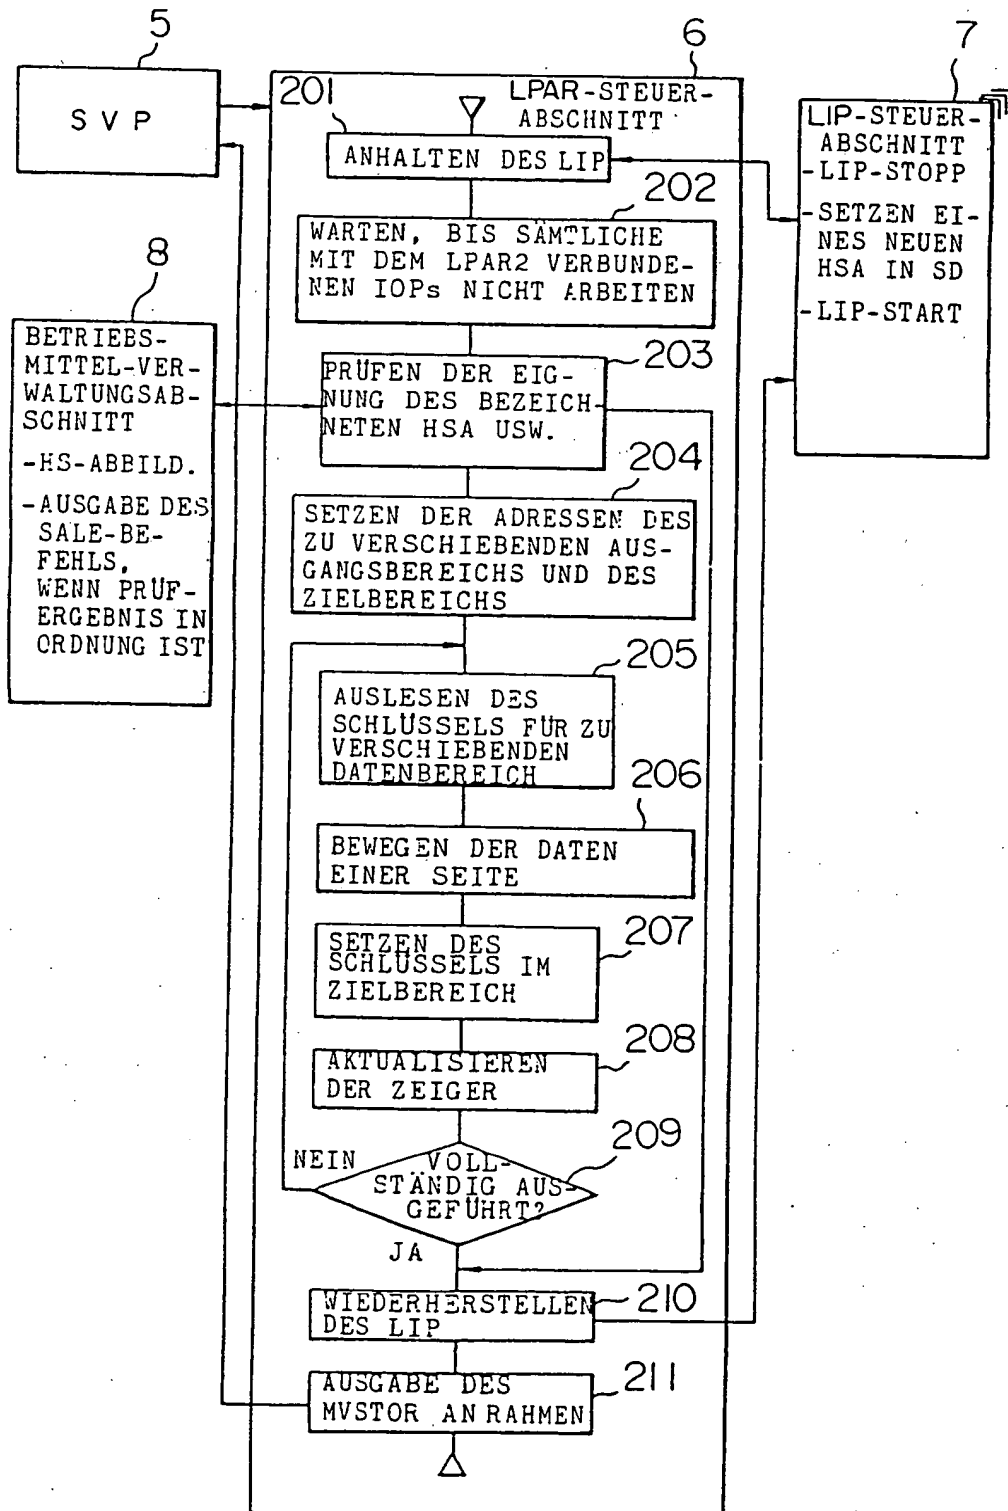 5
SVP
6
LPAR-STEUER-
ABSCHNITT
7
LIP-STEUER-
ABSCHNITT
-LIP-STOPP
-SETZEN EI-
NES NEUEN
HSA IN SD
-LIP-START
8
BETRIEBS-
MITTEL-VER-
WALTUNGSAB-
SCHNITT
-HS-ABBILD.
-AUSGABE DES
SALE-BE-
FEHLS,
WENN PRÜF-
ERGEBNIS IN
ORDNUNG IST
201
ANHALTEN DES LIP
202
WARTEN, BIS SÄMTLICHE
MIT DEM LPAR2 VERBUNDE-
NEN IOPs NICHT ARBEITEN
203
PRÜFEN DER EIG-
NUNG DES BEZEICH-
NETEN HSA USW.
204
SETZEN DER ADRESSEN DES
ZU VERSCHIEBENDEN AUS-
GANGSBEREICHS UND DES
ZIELBEREICHS
205
AUSLESEN DES
SCHLÜSSELS FÜR ZU
VERSCHIEBENDEN
DATENBEREICH
206
BEWEGEN DER DATEN
EINER SEITE
207
SETZEN DES
SCHLÜSSELS IM
ZIELBEREICH
208
AKTUALISIEREN
DER ZEIGER
209
NEIN
VOLL-
STÄNDIG AUS-
GEFÜHRT?
JA
210
WIEDERHERSTELLEN
DES LIP
211
AUSGABE DES
MVSTOR AN RAHMEN